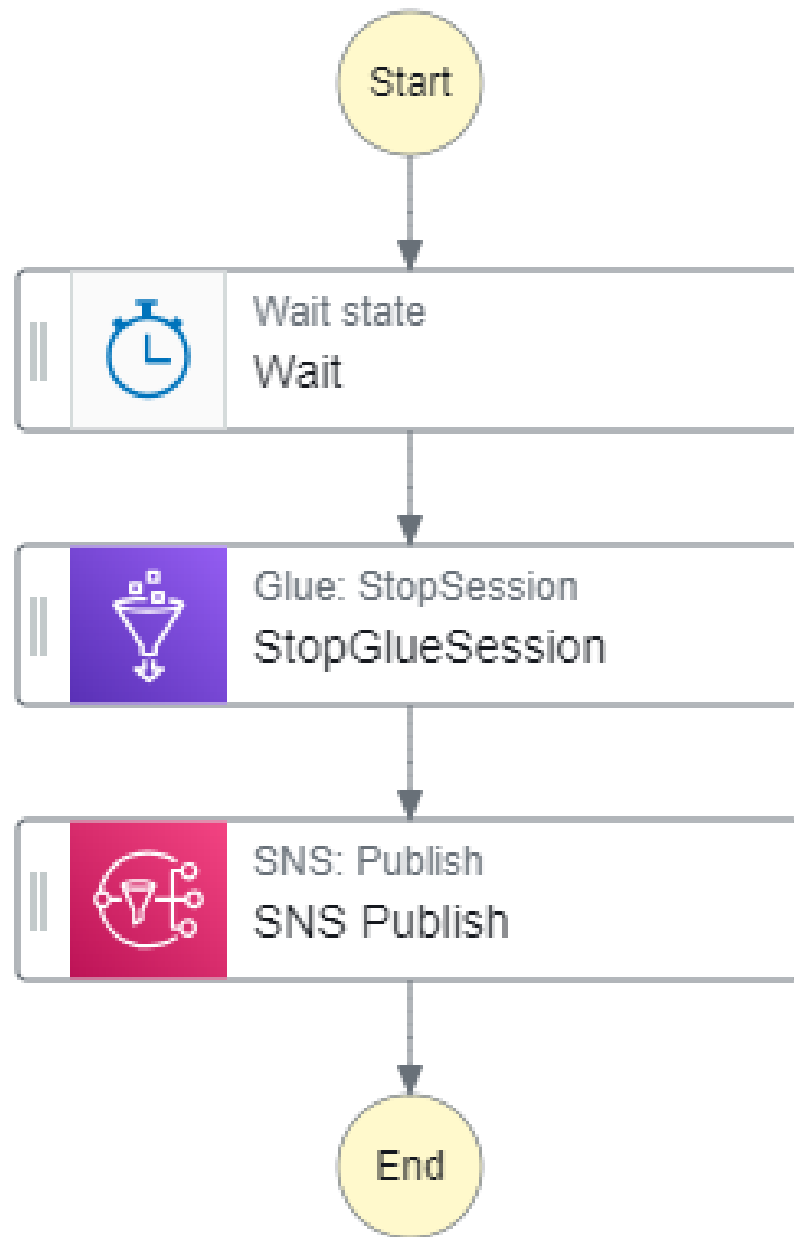 Start
Wait state
Wait
Glue: StopSession
StopGlueSession
SNS: Publish
SNS Publish
End